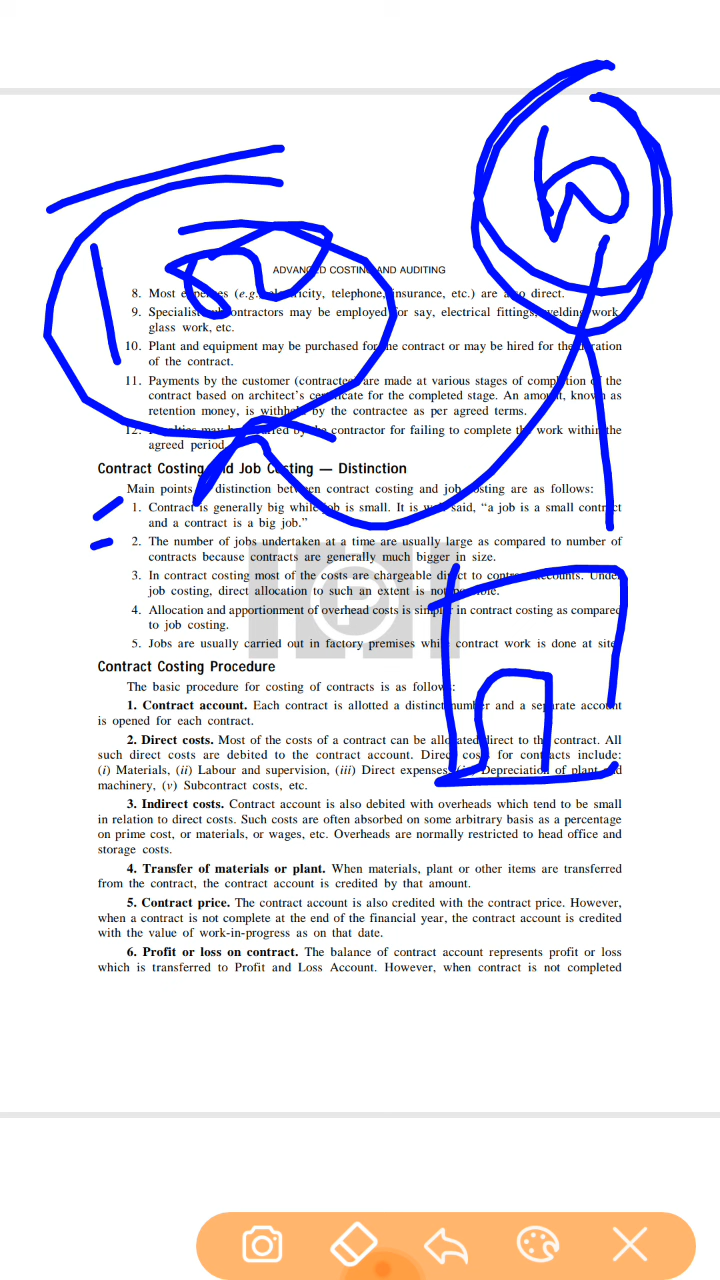 ADVANCED COSTING AND AUDITING
8. Most expenses (e.g., electricity, telephone, insurance, etc.) are also direct.
9. Specialist subcontractors may be employed for say, electrical fittings, welding work,
glass work, etc.
10. Plant and equipment may be purchased for the contract or may be hired for the duration
of the contract.
11. Payments by the customer (contractee) are made at various stages of completion of the
contract based on architect's certificate for the completed stage. An amount, known as
retention money, is withheld by the contractee as per agreed terms.
12. Penalties may be incurred by the contractor for failing to complete the work within the
agreed period.
Contract Costing and Job Costing — Distinction
Main points of distinction between contract costing and job costing are as follows:
1. Contract is generally big while job is small. It is well said, "a job is a small contract
and a contract is a big job."
2. The number of jobs undertaken at a time are usually large as compared to number of
contracts because contracts are generally much bigger in size.
3. In contract costing most of the costs are chargeable direct to contract accounts. Under
job costing, direct allocation to such an extent is not possible.
4. Allocation and apportionment of overhead costs is simpler in contract costing as compared
to job costing.
5. Jobs are usually carried out in factory premises while contract work is done at site.
Contract Costing Procedure
The basic procedure for costing of contracts is as follows:
1. Contract account. Each contract is allotted a distinct number and a separate account
is opened for each contract.
2. Direct costs. Most of the costs of a contract can be allocated direct to the contract. All
such direct costs are debited to the contract account. Direct costs for contracts include:
(i) Materials, (ii) Labour and supervision, (iii) Direct expenses, (iv) Depreciation of plant and
machinery, (v) Subcontract costs, etc.
3. Indirect costs. Contract account is also debited with overheads which tend to be small
in relation to direct costs. Such costs are often absorbed on some arbitrary basis as a percentage
on prime cost, or materials, or wages, etc. Overheads are normally restricted to head office and
storage costs.
4. Transfer of materials or plant. When materials, plant or other items are transferred
from the contract, the contract account is credited by that amount.
5. Contract price. The contract account is also credited with the contract price. However,
when a contract is not complete at the end of the financial year, the contract account is credited
with the value of work-in-progress as on that date.
6. Profit or loss on contract. The balance of contract account represents profit or loss
which is transferred to Profit and Loss Account. However, when contract is not completed